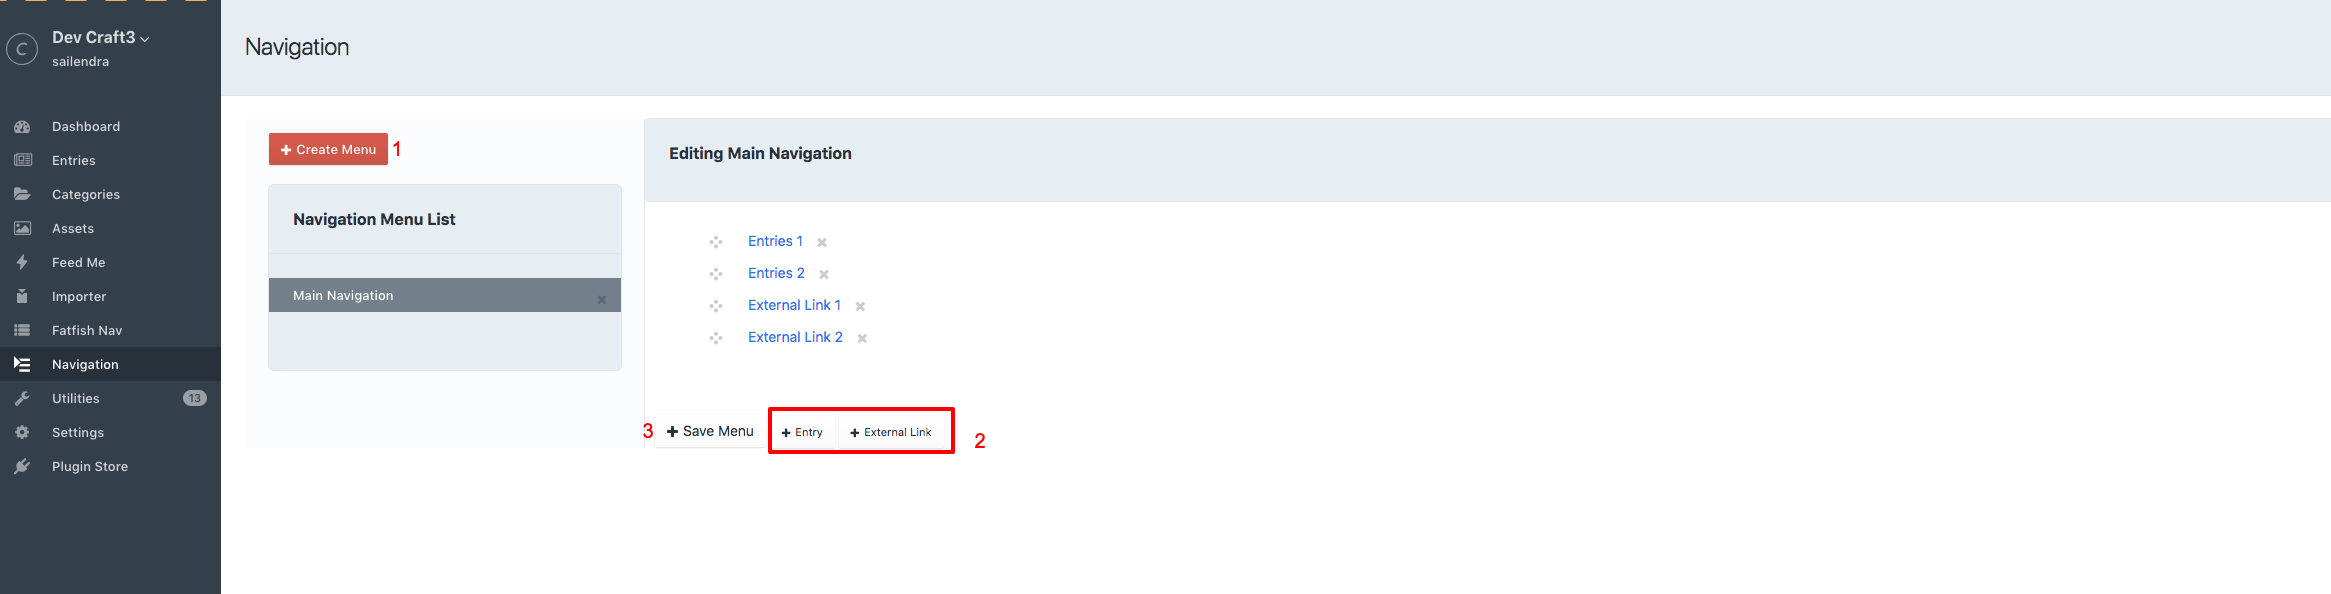 C
Dev Craft3
sailendra
Dashboard
Entries
Categories
Assets
Feed Me
Importer
Fatfish Nav
Navigation
Utilities 13
Settings
Plugin Store
Navigation
+ Create Menu 1
Navigation Menu List
Main Navigation
Editing Main Navigation
Entries 1
Entries 2
External Link 1
External Link 2
3 + Save Menu + Entry + External Link 2